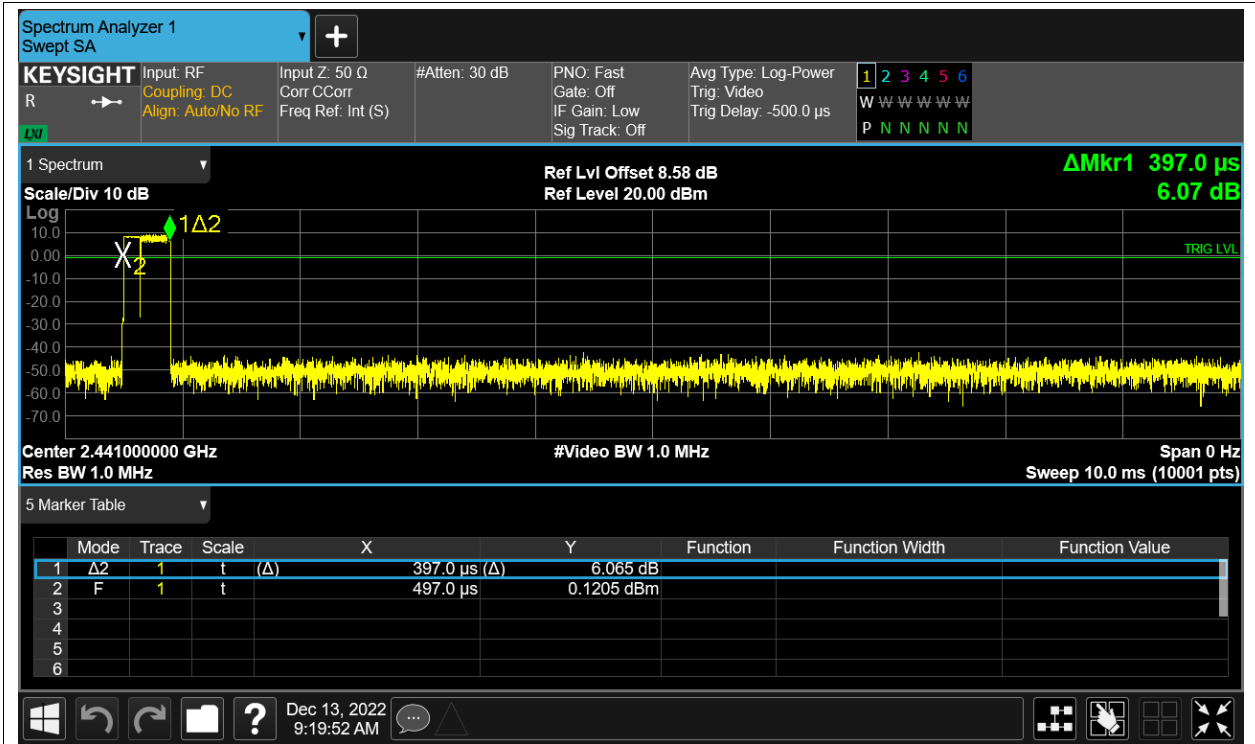 Spectrum Analyzer 1
Swept SA
KEYSIGHT Input: RF Input Z: 50 Ω #Atten: 30 dB PNO: Fast Avg Type: Log-Power 1 2 3 4 5 6
R Coupling: DC Corr CCorr Gate: Off Trig: Video W W W W W W
Align: Auto/No RF Freq Ref: Int (S) IF Gain: Low Trig Delay: -500.0 µs
LXI Sig Track: Off P N N N N N
1 Spectrum Ref Lvl Offset 8.58 dB ΔMkr1 397.0 µs
Scale/Div 10 dB Ref Level 20.00 dBm 6.07 dB
Log
1Δ2
10.0
0.00 TRIG LVL
X2
-10.0
-20.0
-30.0
-40.0
-50.0
-60.0
-70.0
Center 2.441000000 GHz #Video BW 1.0 MHz Span 0 Hz
Res BW 1.0 MHz Sweep 10.0 ms (10001 pts)
5 Marker Table
Mode Trace Scale X Y Function Function Width Function Value
1 Δ2 1 t (Δ) 397.0 µs (Δ) 6.065 dB
2 F 1 t 497.0 µs 0.1205 dBm
3
4
5
6
? Dec 13, 2022
9:19:52 AM